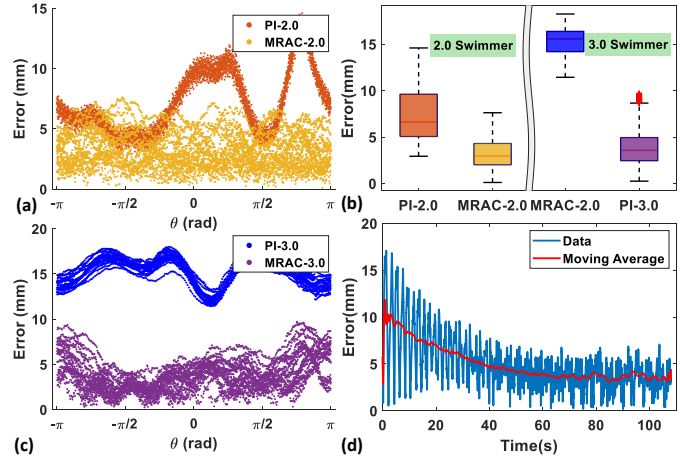 (a)
Error (mm)
15
10
5
0
PI-2.0
MRAC-2.0
-π
-π/2
0
π/2
π
θ (rad)
(b)
Error (mm)
15
10
5
0
2.0 Swimmer
3.0 Swimmer
PI-2.0
MRAC-2.0
MRAC-2.0
PI-3.0
(c)
Error (mm)
20
15
10
5
0
PI-3.0
MRAC-3.0
-π
-π/2
0
π/2
π
θ (rad)
(d)
Error(mm)
20
15
10
5
0
Data
Moving Average
0
20
40
60
80
100
Time(s)